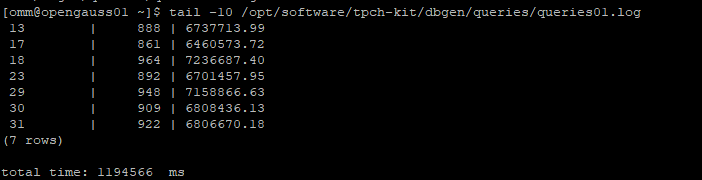 [omm@opengauss01 ~]$ tail -10 /opt/software/tpch-kit/dbgen/queries/queries01.log
 13        |     888 | 6737713.99
 17        |     861 | 6460573.72
 18        |     964 | 7236687.40
 23        |     892 | 6701457.95
 29        |     948 | 7158866.63
 30        |     909 | 6808436.13
 31        |     922 | 6806670.18
(7 rows)
total time: 1194566  ms